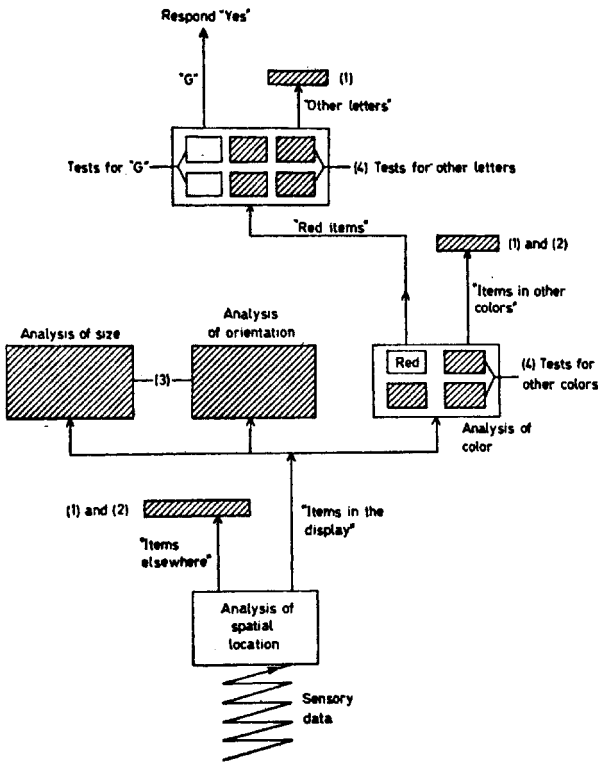 Respond "Yes"
"G"
(1)
"Other letters"
Tests for "G"
(4) Tests for other letters
"Red items"
(1) and (2)
"Items in other
colors"
Analysis of size
Analysis
of orientation
(3)
Red
(4) Tests for
other colors
Analysis of
color
(1) and (2)
"Items in the
display"
"Items
elsewhere"
Analysis of
spatial
location
Sensory
data